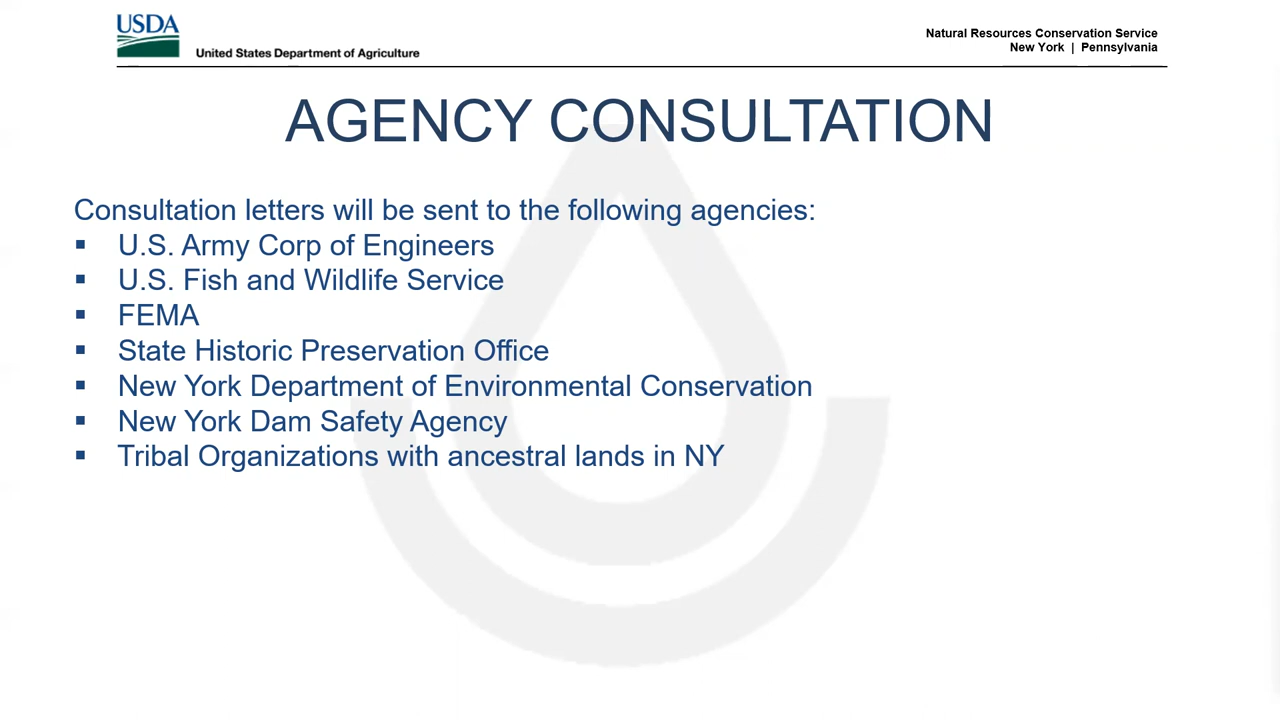 USDA
United States Department of Agriculture
Natural Resources Conservation Service
New York | Pennsylvania
AGENCY CONSULTATION
Consultation letters will be sent to the following agencies:
▪ U.S. Army Corp of Engineers
▪ U.S. Fish and Wildlife Service
▪ FEMA
▪ State Historic Preservation Office
▪ New York Department of Environmental Conservation
▪ New York Dam Safety Agency
▪ Tribal Organizations with ancestral lands in NY